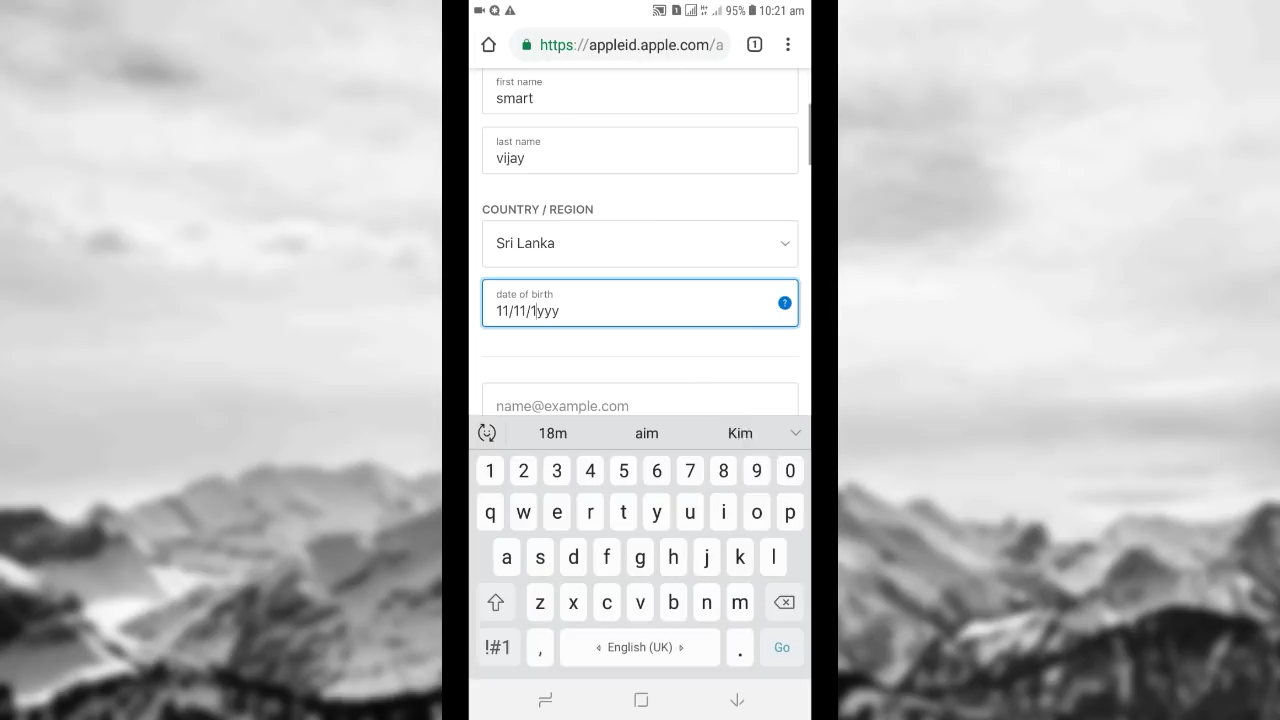 95% 10:21 am
https://appleid.apple.com/a
1
first name
smart
last name
vijay
COUNTRY / REGION
Sri Lanka
date of birth
11/11/1yyy
?
name@example.com
18m aim Kim
1 2 3 4 5 6 7 8 9 0
q w e r t y u i o p
a s d f g h j k l
z x c v b n m
!#1 , English (UK) . Go